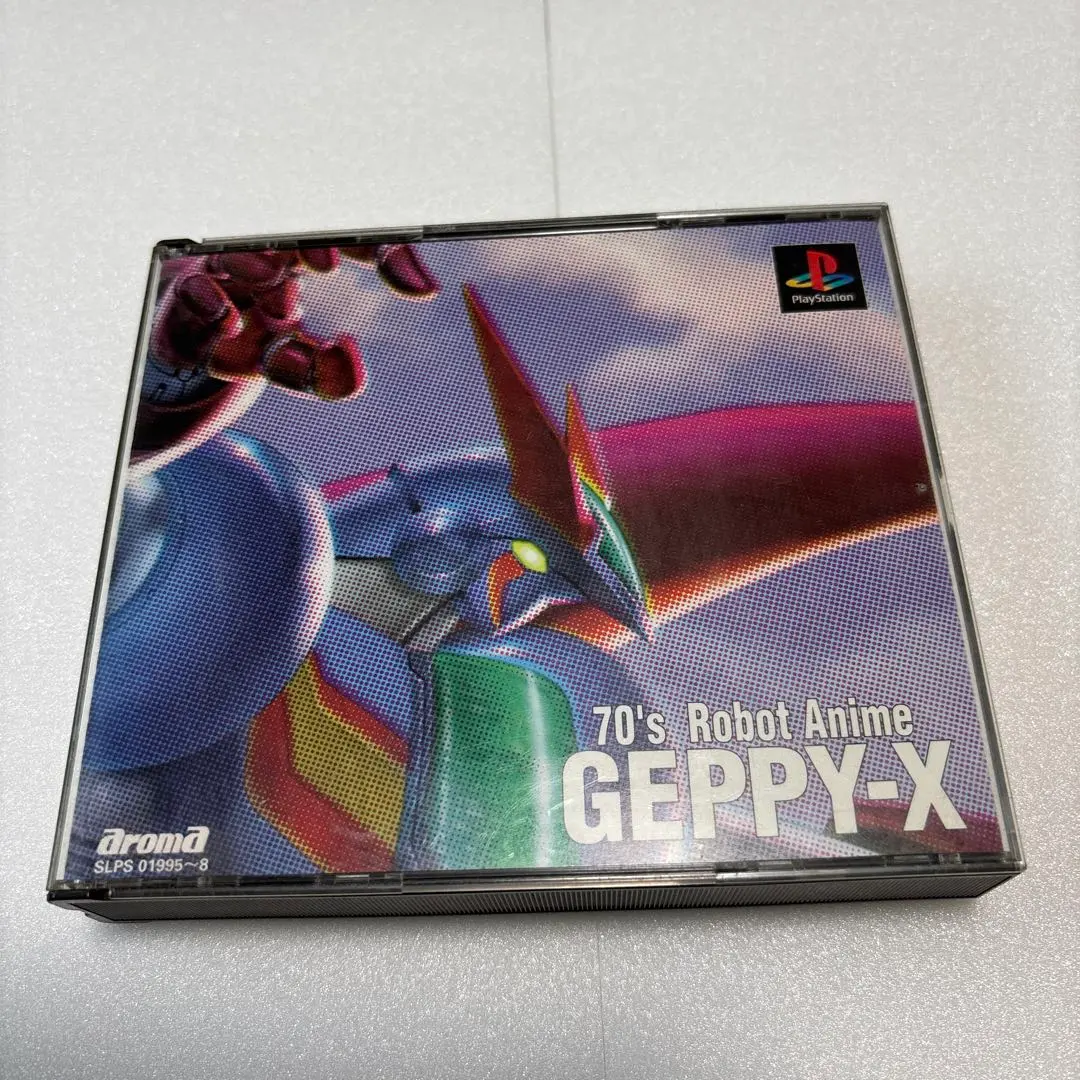 PlayStation
70's Robot Anime
GEPPY-X
aroma
SLPS 01995~8